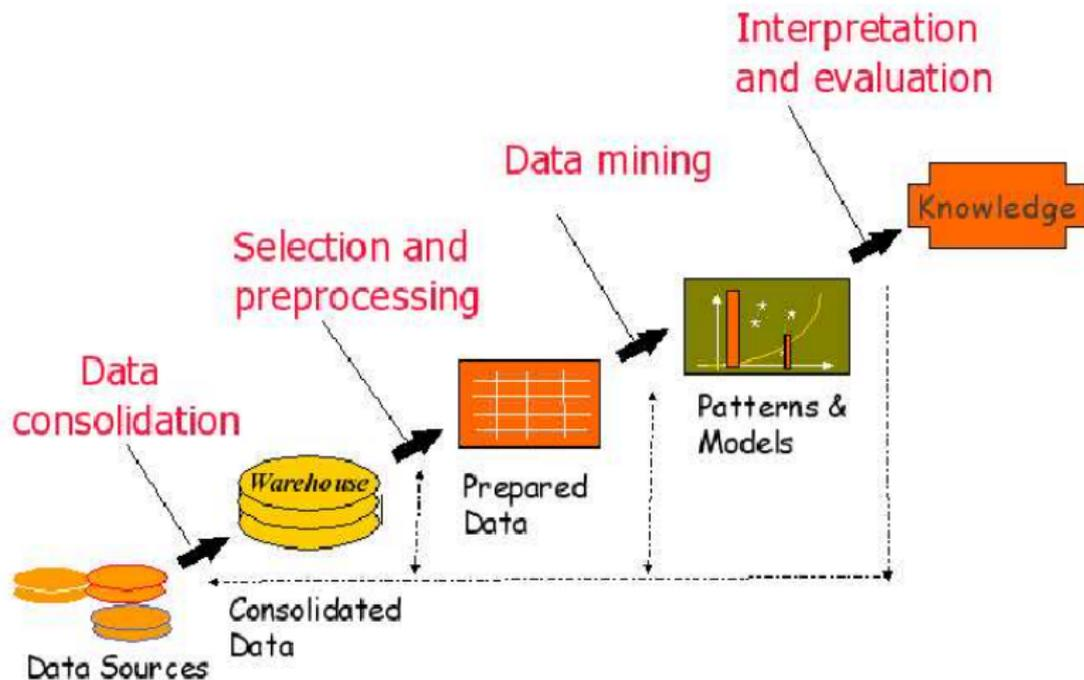 Interpretation
and evaluation
Data mining
Knowledge
Selection and
preprocessing
Patterns &
Models
Data
consolidation
Warehouse
Prepared
Data
Consolidated
Data
Data Sources